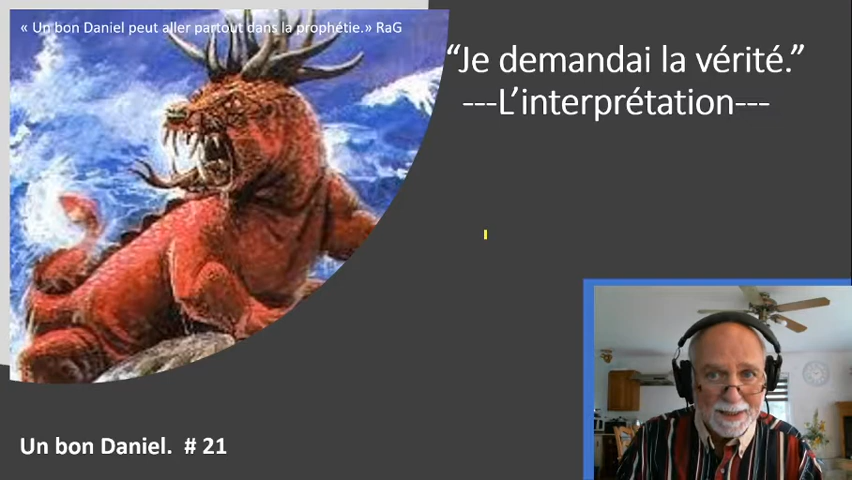 « Un bon Daniel peut aller partout dans la prophétie.» RaG
“Je demandai la vérité.”
---L’interprétation---
Un bon Daniel.  # 21